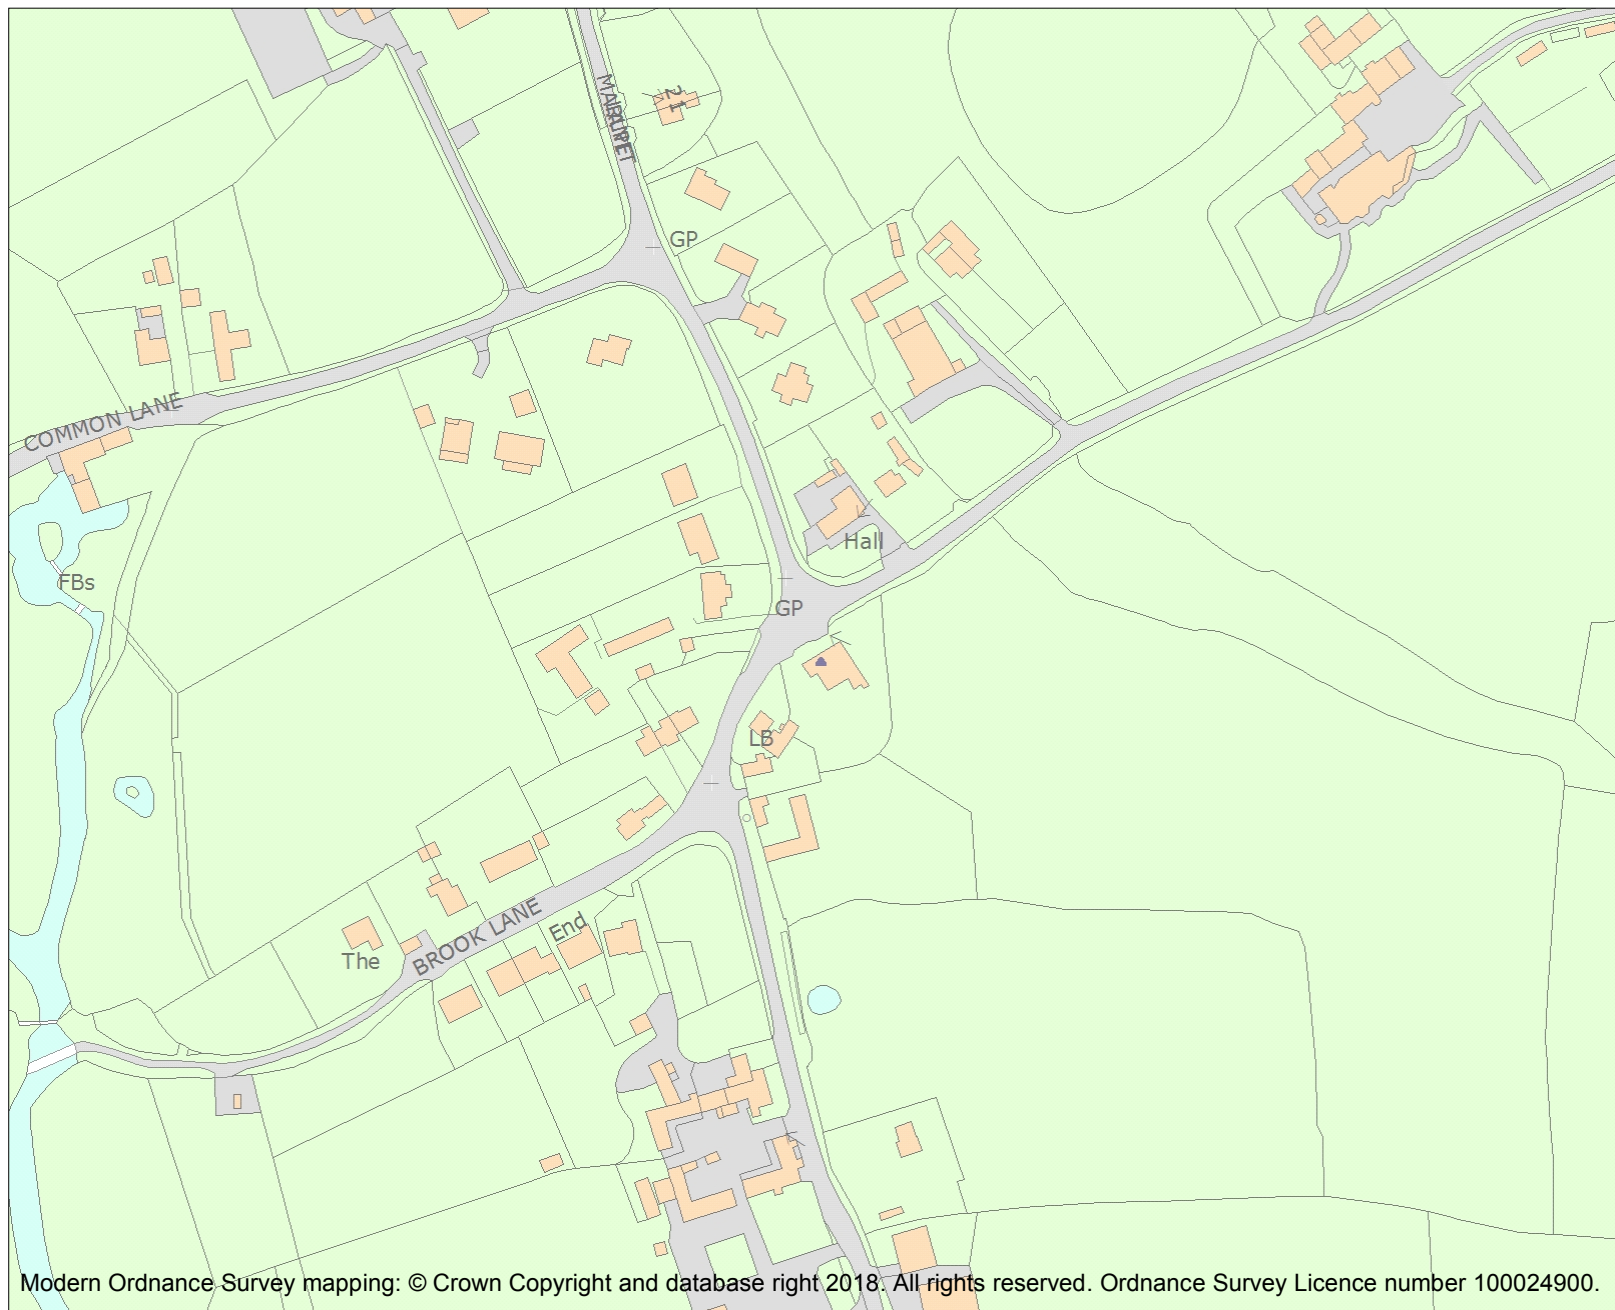 21
GP
COMMON LANE
Hall
FBs
GP
LB
BROOK LANE
End
The
Modern Ordnance Survey mapping: © Crown Copyright and database right 2018. All rights reserved. Ordnance Survey Licence number 100024900.